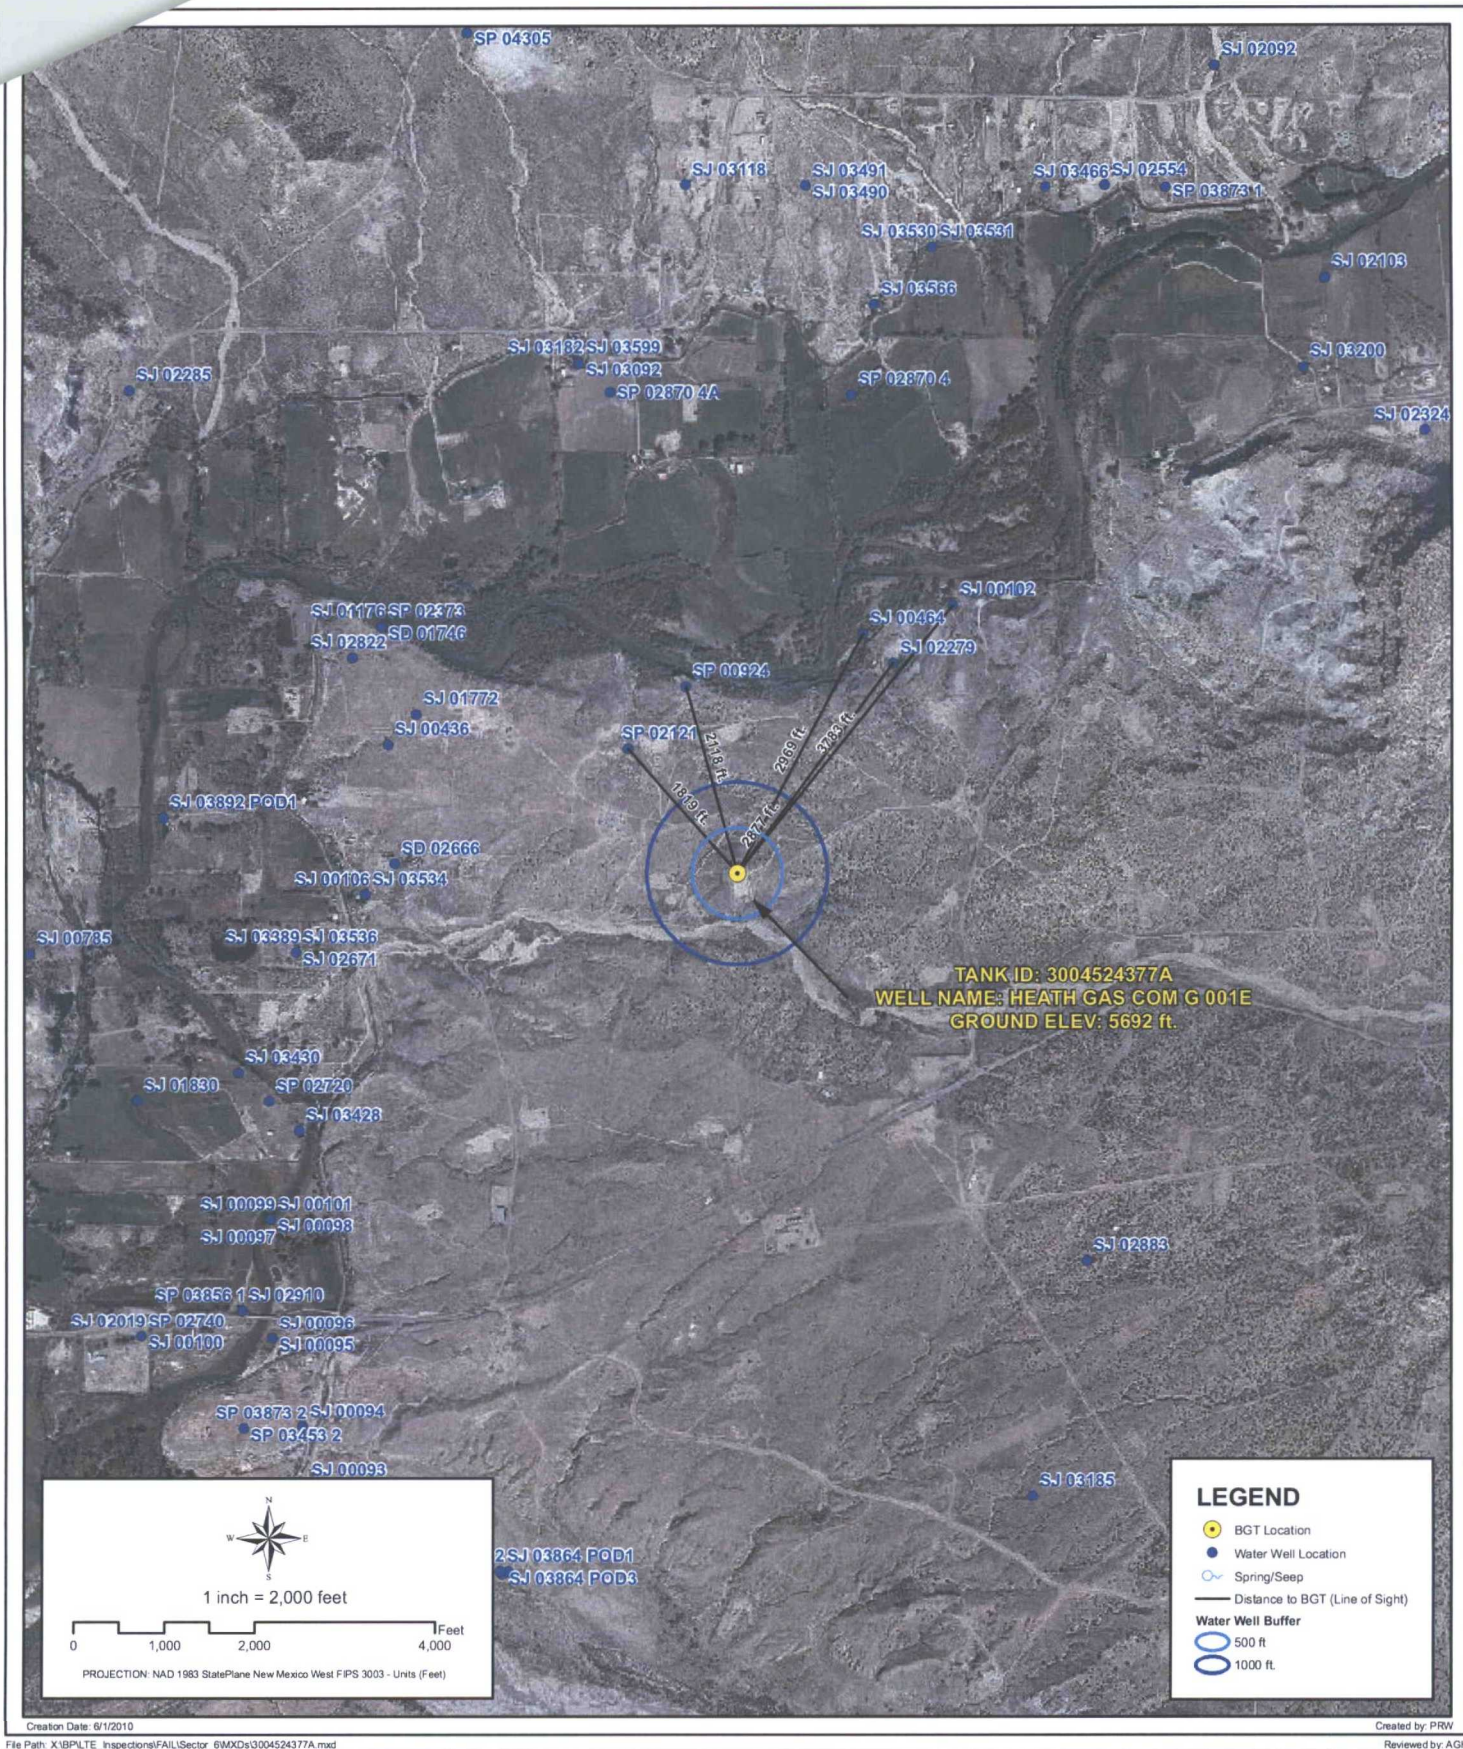 SP 04305
SJ 02092
SJ 03118
SJ 03491
SJ 03490
SJ 03466 SJ 02554
SP 03873 1
SJ 03530 SJ 03531
SJ 02103
SJ 03566
SJ 03182 SJ 03599
SJ 03092
SJ 03200
SJ 02285
SP 02870 4A
SP 02870 4
SJ 02324
SJ 00102
SJ 01176 SP 02373
SD 01746
SJ 02822
SJ 00464
SJ 02279
SP 00924
SJ 01772
SJ 00436
SP 02121
2118 ft.
2969 ft.
3783 ft.
1819 ft.
2877 ft.
SJ 03892 POD1
SD 02666
SJ 00106 SJ 03534
SJ 00785
SJ 03389 SJ 03536
SJ 02671
TANK ID: 3004524377A
WELL NAME: HEATH GAS COM G 001E
GROUND ELEV: 5692 ft.
SJ 03430
SJ 01830
SP 02720
SJ 03428
SJ 00099 SJ 00101
SJ 00098
SJ 00097
SJ 02883
SP 03856 1 SJ 02910
SJ 02019 SP 02740
SJ 00100
SJ 00096
SJ 00095
SP 03873 2 SJ 00094
SP 03453 2
SJ 00093
SJ 03185
2 SJ 03864 POD1
SJ 03864 POD3
N
W E
S
1 inch = 2,000 feet
Feet
0 1,000 2,000 4,000
PROJECTION: NAD 1983 StatePlane New Mexico West FIPS 3003 - Units (Feet)
LEGEND
BGT Location
Water Well Location
Spring/Seep
Distance to BGT (Line of Sight)
Water Well Buffer
500 ft
1000 ft.
Creation Date: 6/1/2010
Created by: PRW
File Path: X:\BP\LTE_Inspections\FAIL\Sector_6\MXDs\3004524377A.mxd
Reviewed by: